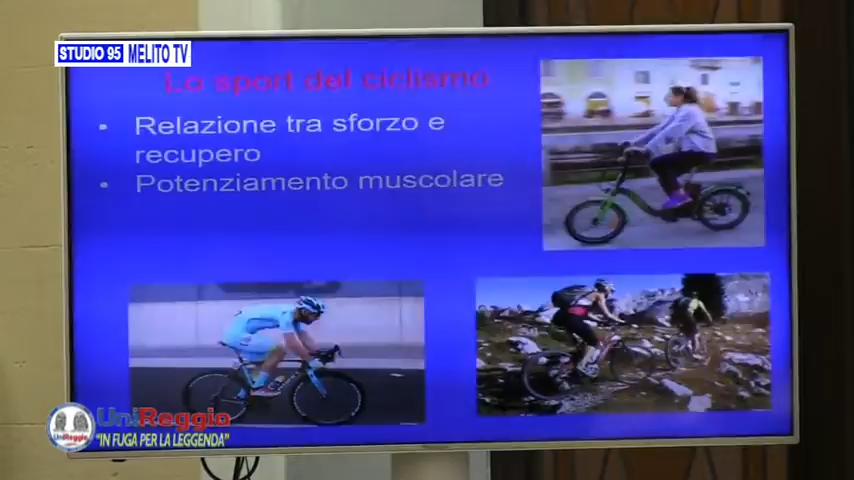 STUDIO 95 MELITO TV
Lo sport del ciclismo
• Relazione tra sforzo e
recupero
• Potenziamento muscolare
UniReggio
"IN FUGA PER LA LEGGENDA"